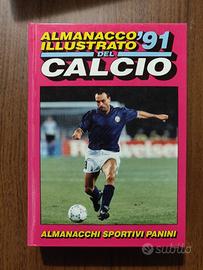 ALMANACCO
ILLUSTRATO '91
DEL
CALCIO
ALMANACCHI SPORTIVI PANINI
subito